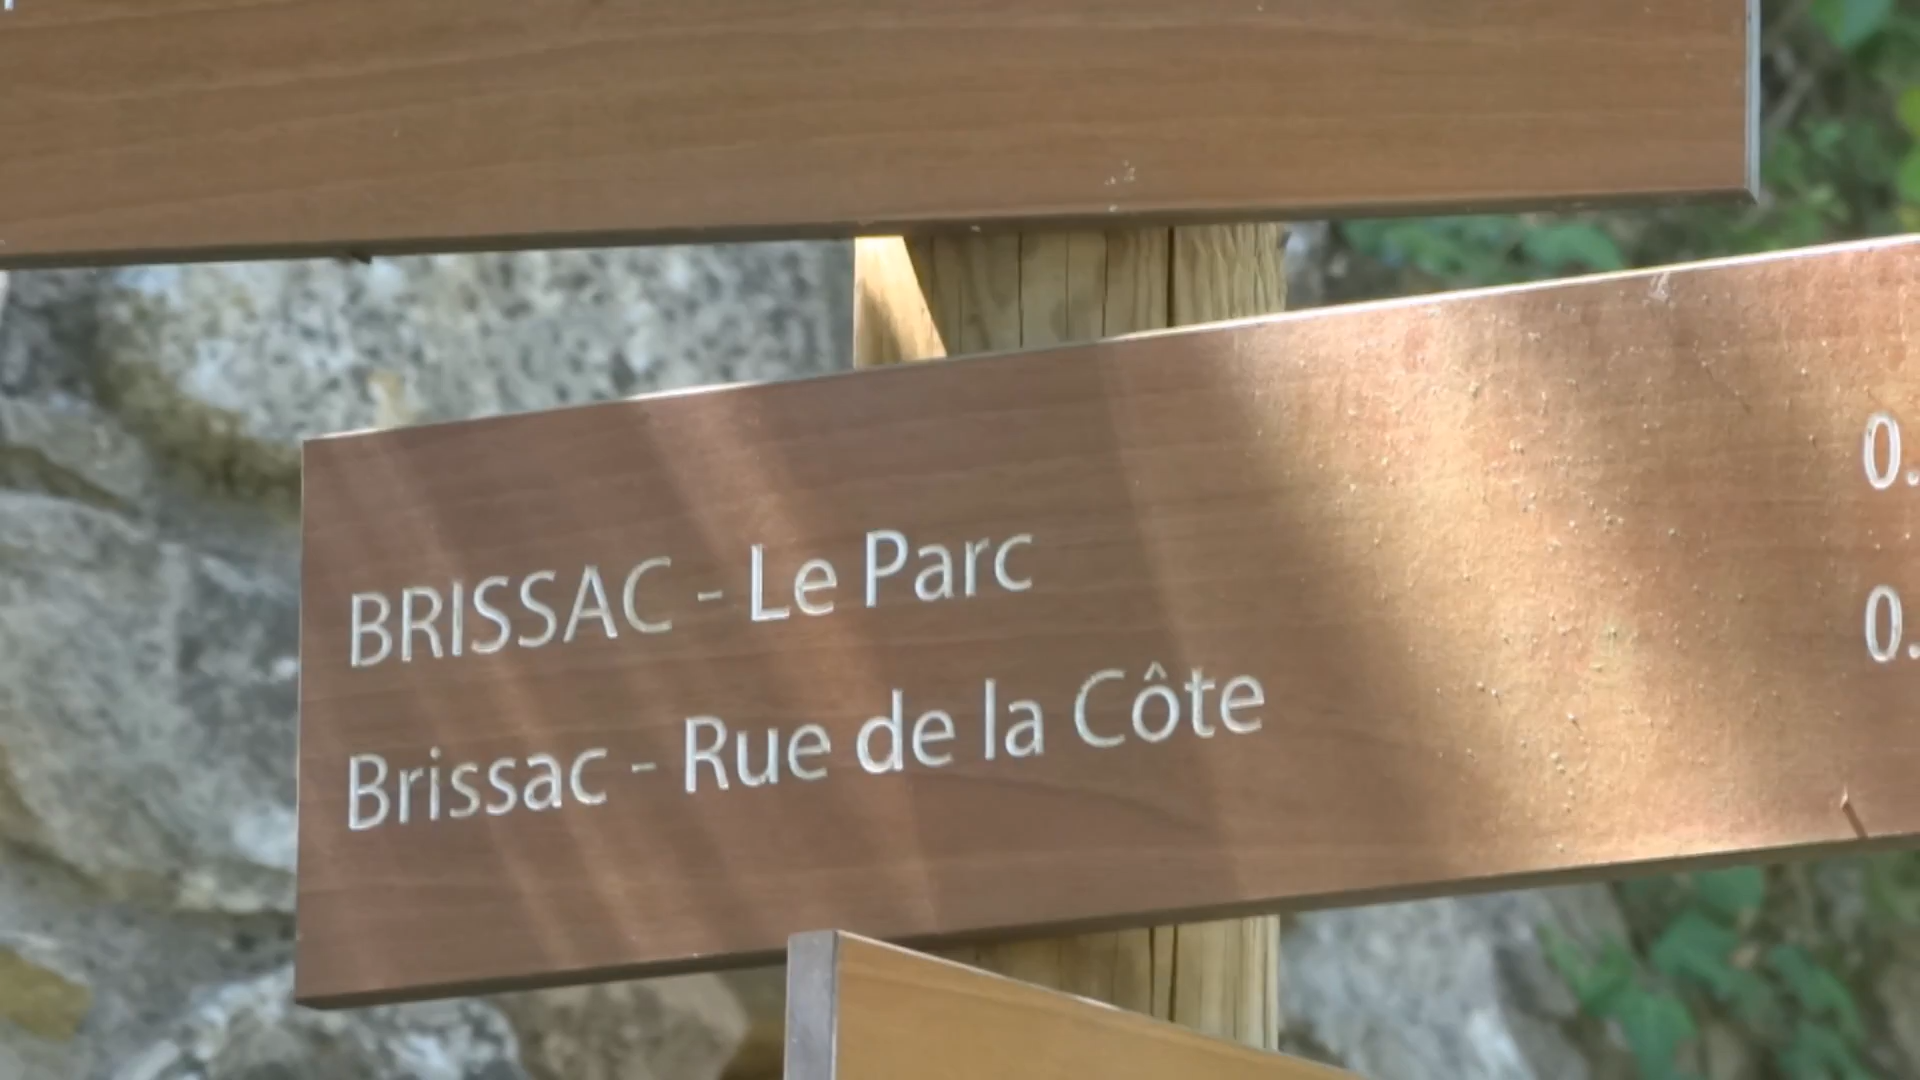 BRISSAC - Le Parc 0.
Brissac - Rue de la Côte 0.